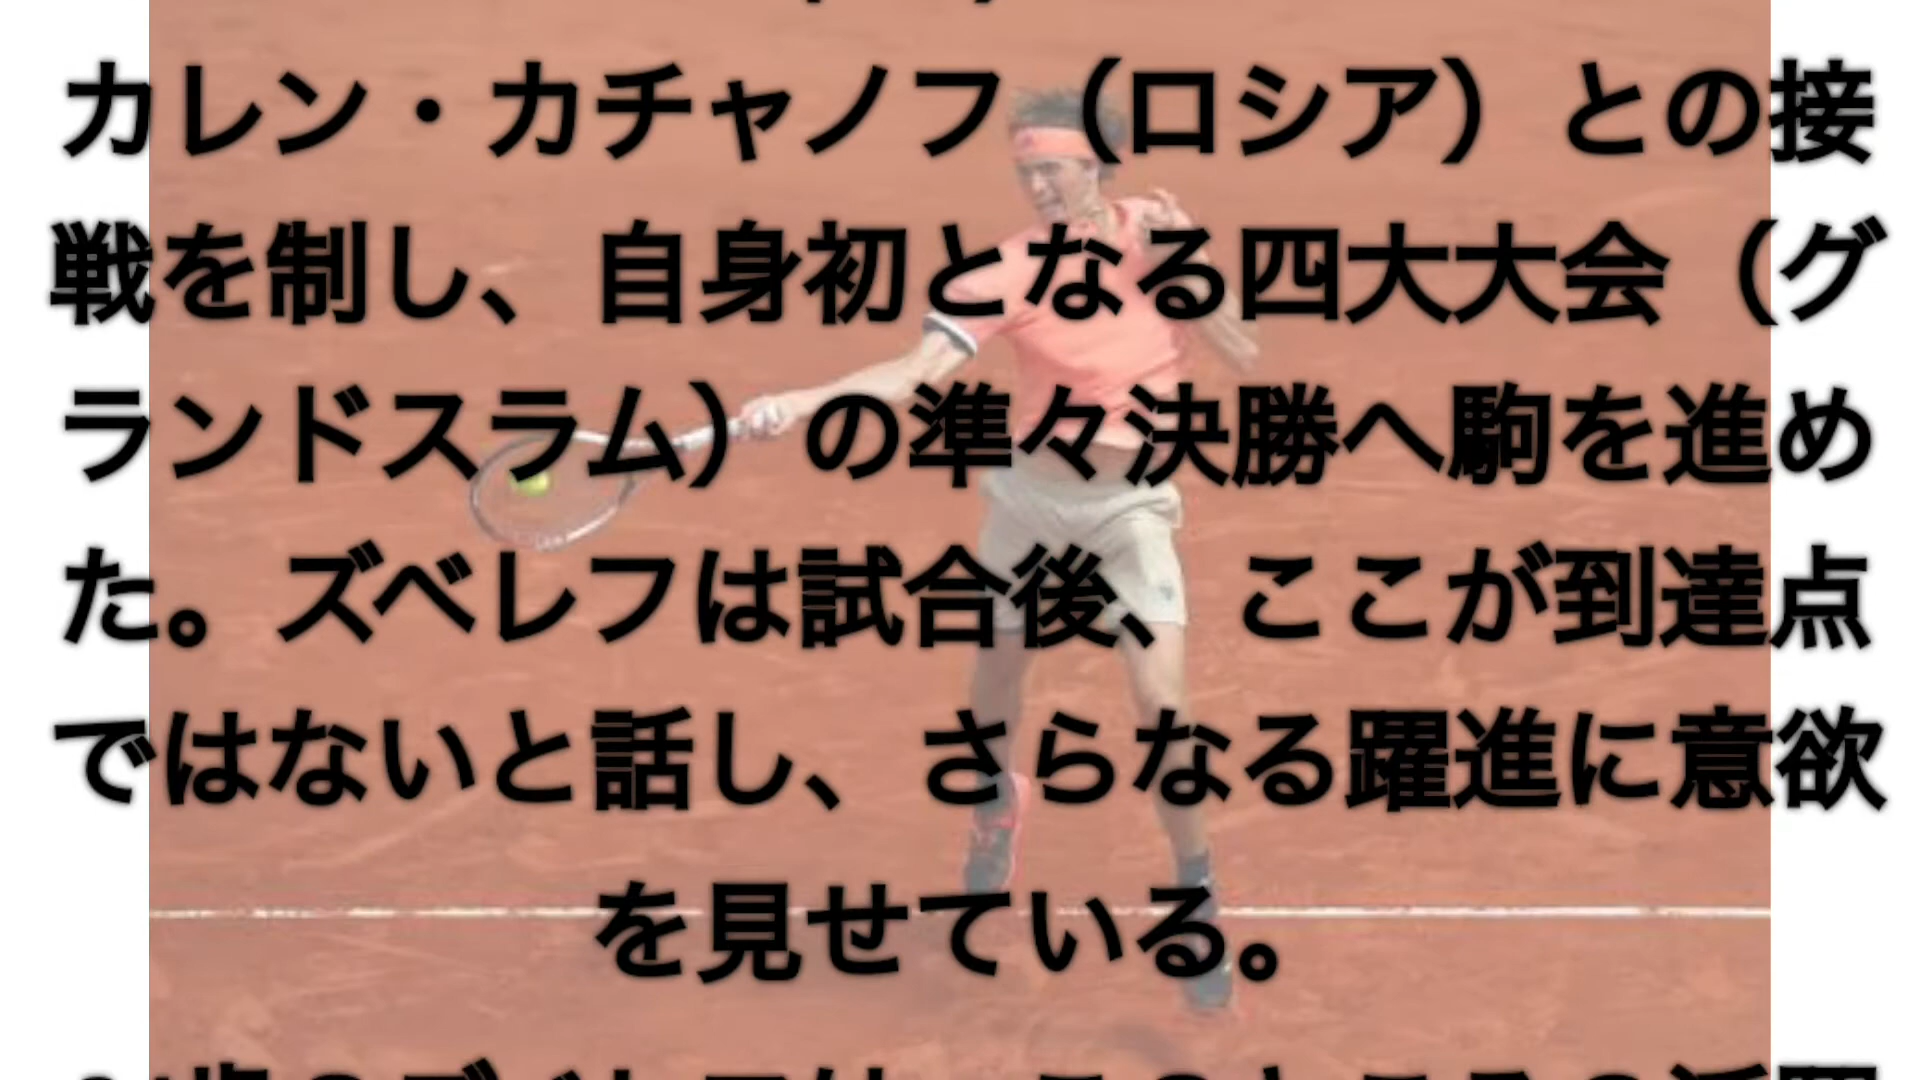 カレン・カチャノフ（ロシア）との接
戦を制し、自身初となる四大大会（グ
ランドスラム）の準々決勝へ駒を進め
た。ズベレフは試合後、ここが到達点
ではないと話し、さらなる躍進に意欲
を見せている。